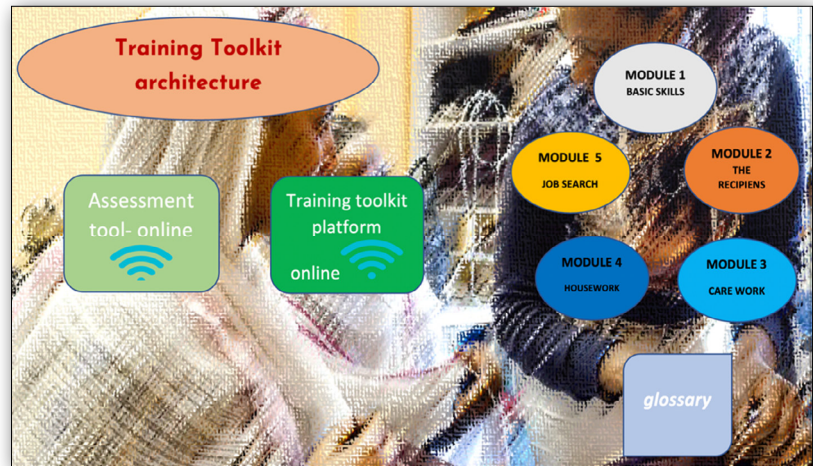 Training Toolkit
architecture
Assessment
tool- online
Training toolkit
platform
online
MODULE 1
BASIC SKILLS
MODULE 2
THE
RECIPIENS
MODULE 3
CARE WORK
MODULE 4
HOUSEWORK
MODULE 5
JOB SEARCH
glossary